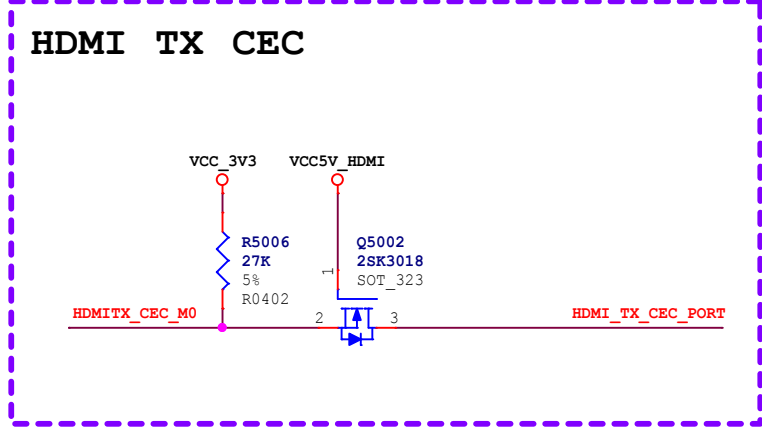 HDMI TX CEC
VCC_3V3
VCC5V_HDMI
R5006
27K
5%
R0402
Q5002
2SK3018
SOT_323
1
HDMITX_CEC_M0
2
3
HDMI_TX_CEC_PORT